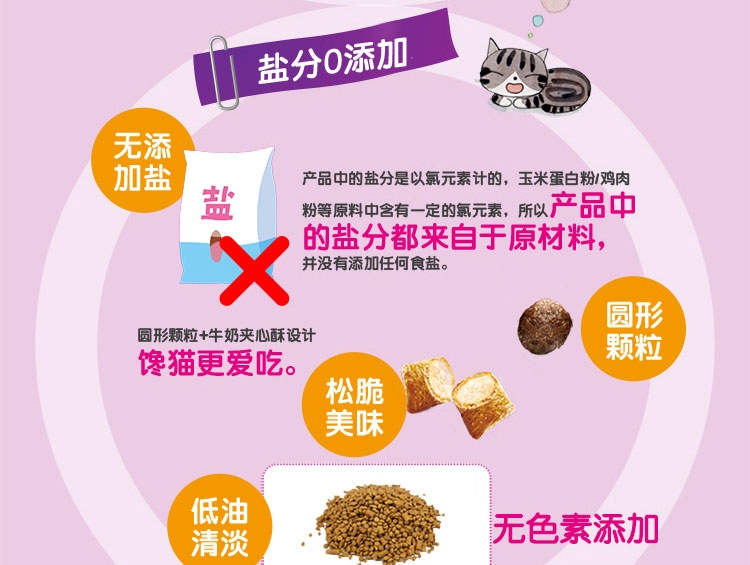 盐分0添加
无添
加盐
盐
产品中的盐分是以氯元素计的，玉米蛋白粉/鸡肉
粉等原料中含有一定的氯元素，所以产品中
的盐分都来自于原材料，
并没有添加任何食盐。
圆形
颗粒
圆形颗粒+牛奶夹心酥设计
馋猫更爱吃。
松脆
美味
低油
清淡
无色素添加